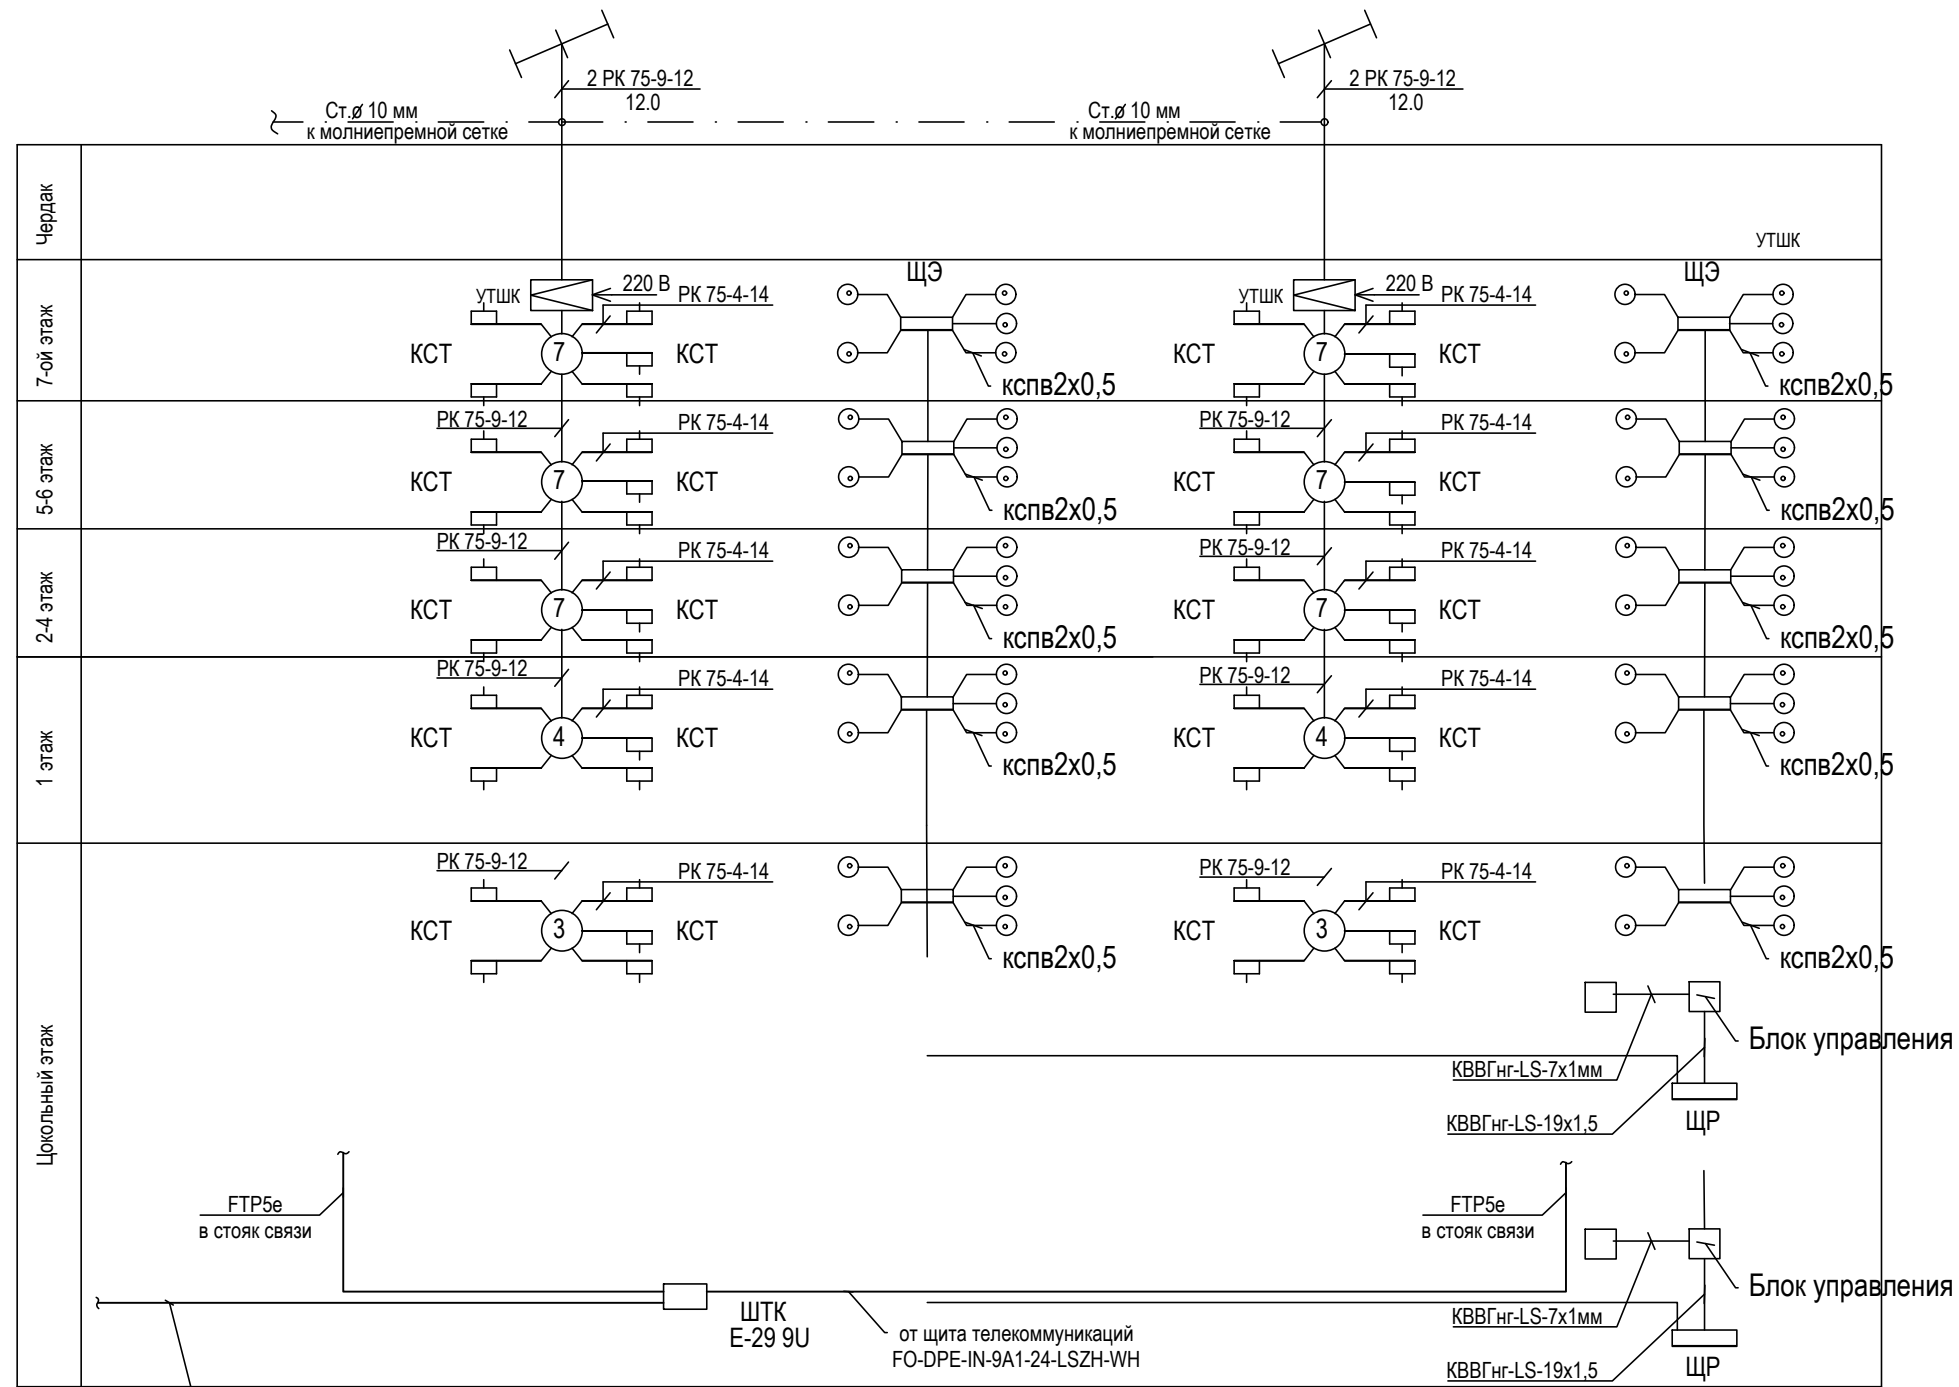 2 РК 75-9-12
12.0
2 РК 75-9-12
12.0
Ст.ø 10 мм
к молниепремной сетке
Ст.ø 10 мм
к молниепремной сетке
Чердак
УТШК
7-ой этаж
УТШК
220 В
РК 75-4-14
КСТ
7
КСТ
ЩЭ
кспв2х0,5
УТШК
220 В
РК 75-4-14
КСТ
7
КСТ
ЩЭ
кспв2х0,5
5-6 этаж
РК 75-9-12
РК 75-4-14
КСТ
7
КСТ
кспв2х0,5
РК 75-9-12
РК 75-4-14
КСТ
7
КСТ
кспв2х0,5
2-4 этаж
РК 75-9-12
РК 75-4-14
КСТ
7
КСТ
кспв2х0,5
РК 75-9-12
РК 75-4-14
КСТ
7
КСТ
кспв2х0,5
1 этаж
РК 75-9-12
РК 75-4-14
КСТ
4
КСТ
кспв2х0,5
РК 75-9-12
РК 75-4-14
КСТ
4
КСТ
кспв2х0,5
Цокольный этаж
РК 75-9-12
РК 75-4-14
КСТ
3
КСТ
кспв2х0,5
РК 75-9-12
РК 75-4-14
КСТ
3
КСТ
кспв2х0,5
Блок управления
КВВГнг-LS-7х1мм
КВВГнг-LS-19х1,5
ЩР
FTP5e
в стояк связи
FTP5e
в стояк связи
Блок управления
КВВГнг-LS-7х1мм
КВВГнг-LS-19х1,5
ЩР
ШТК
Е-29 9U
от щита телекоммуникаций
FO-DPE-IN-9A1-24-LSZH-WH